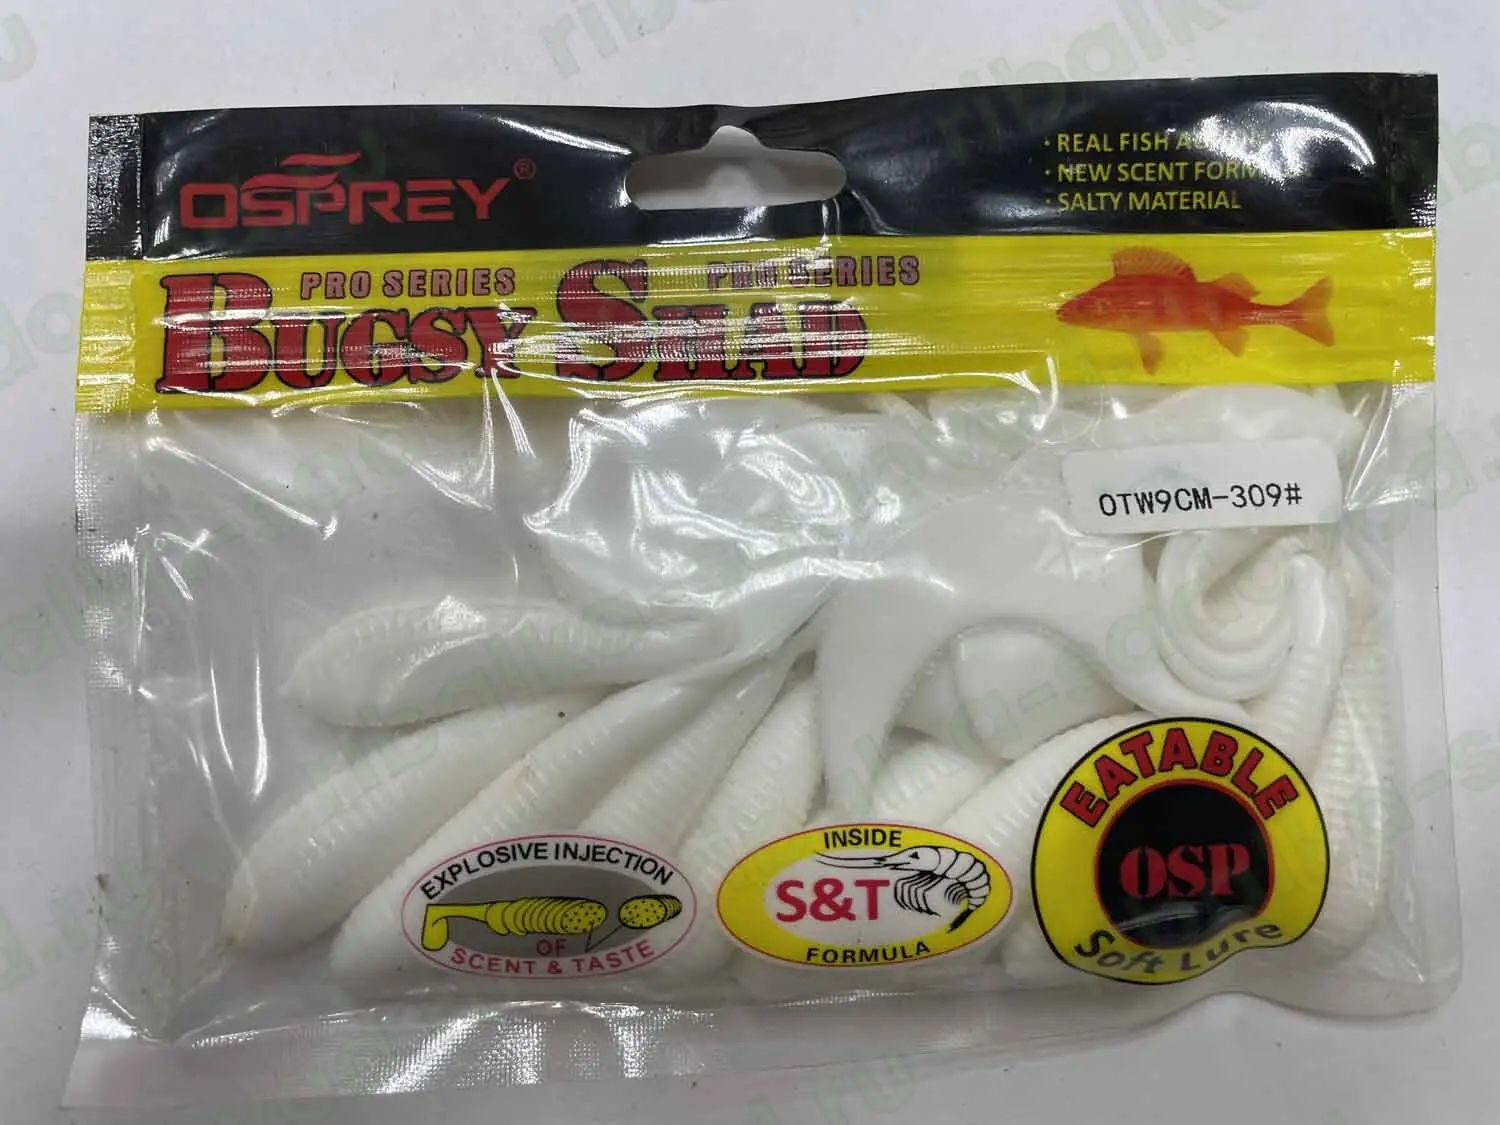 OSPREY®
· REAL FISH
· NEW SCENT
· SALTY MATERIAL
PRO SERIES PRO SERIES
BUGSY SHAD
OTW9CM-309#
EATABLE
OSP
Soft Lure
EXPLOSIVE INJECTION
OF
SCENT & TASTE
INSIDE
S&T
FORMULA